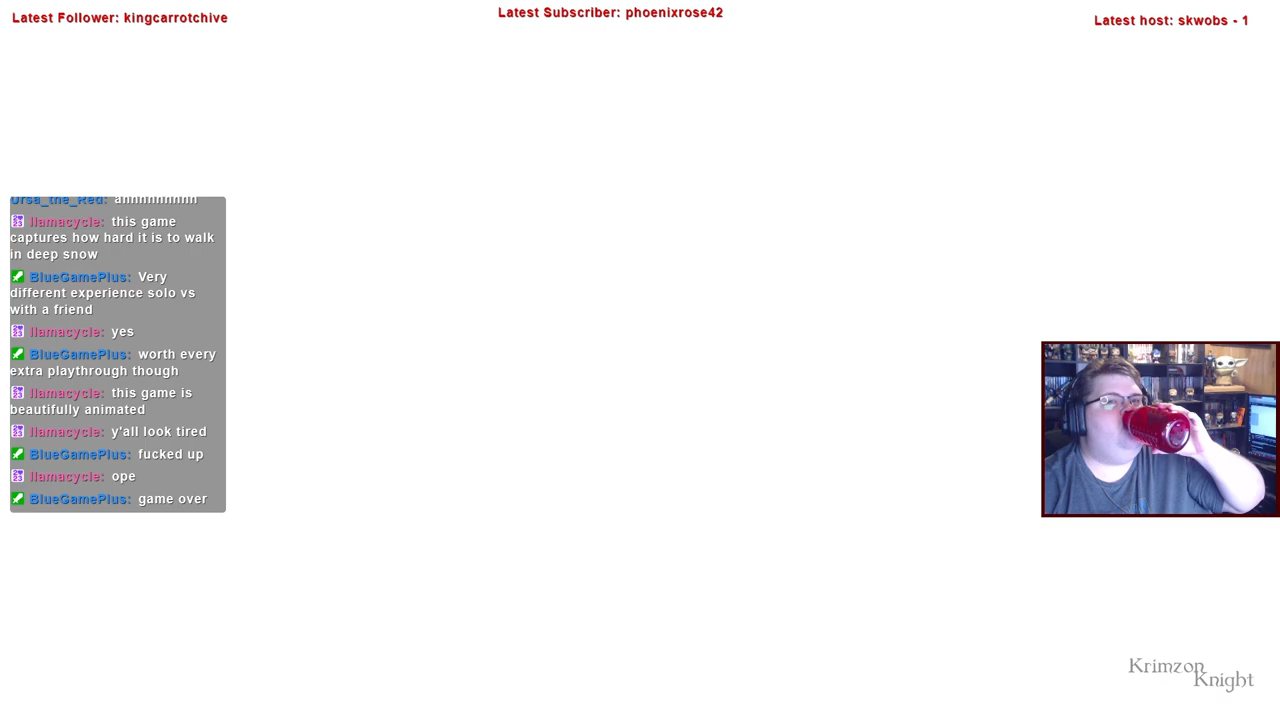 Latest Follower: kingcarrotchive
Latest Subscriber: phoenixrose42
Latest host: skwobs - 1
Ursa_the_Red: ahhhhhhhhh
llamacycle: this game
captures how hard it is to walk
in deep snow
BlueGamePlus: Very
different experience solo vs
with a friend
llamacycle: yes
BlueGamePlus: worth every
extra playthrough though
llamacycle: this game is
beautifully animated
llamacycle: y'all look tired
BlueGamePlus: fucked up
llamacycle: ope
BlueGamePlus: game over
Krimzon
Knight